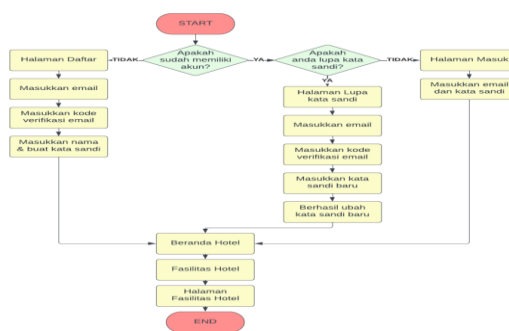 START
Apakah
sudah memiliki
akun?
TIDAK
YA
Apakah
anda lupa kata
sandi?
TIDAK
YA
Halaman Daftar
Masukkan email
Masukkan kode
verifikasi email
Masukkan nama
& buat kata sandi
Halaman Lupa
kata sandi
Masukkan email
Masukkan kode
verifikasi email
Masukkan kata
sandi baru
Berhasil ubah
kata sandi baru
Halaman Masuk
Masukkan email
dan kata sandi
Beranda Hotel
Fasilitas Hotel
Halaman
Fasilitas Hotel
END